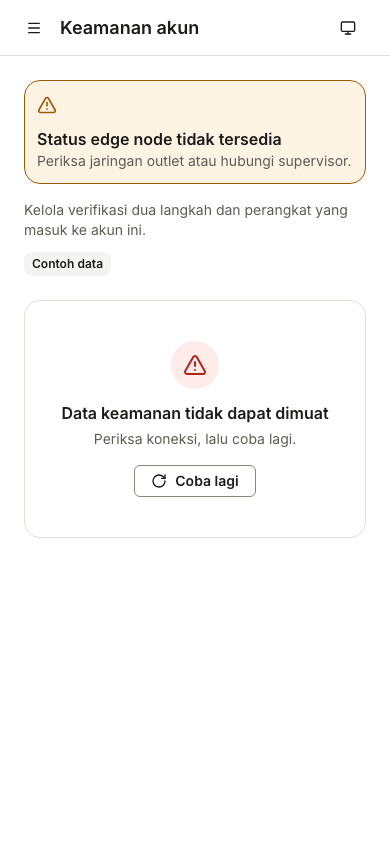 Keamanan akun
Status edge node tidak tersedia
Periksa jaringan outlet atau hubungi supervisor.
Kelola verifikasi dua langkah dan perangkat yang
masuk ke akun ini.
Contoh data
Data keamanan tidak dapat dimuat
Periksa koneksi, lalu coba lagi.
Coba lagi